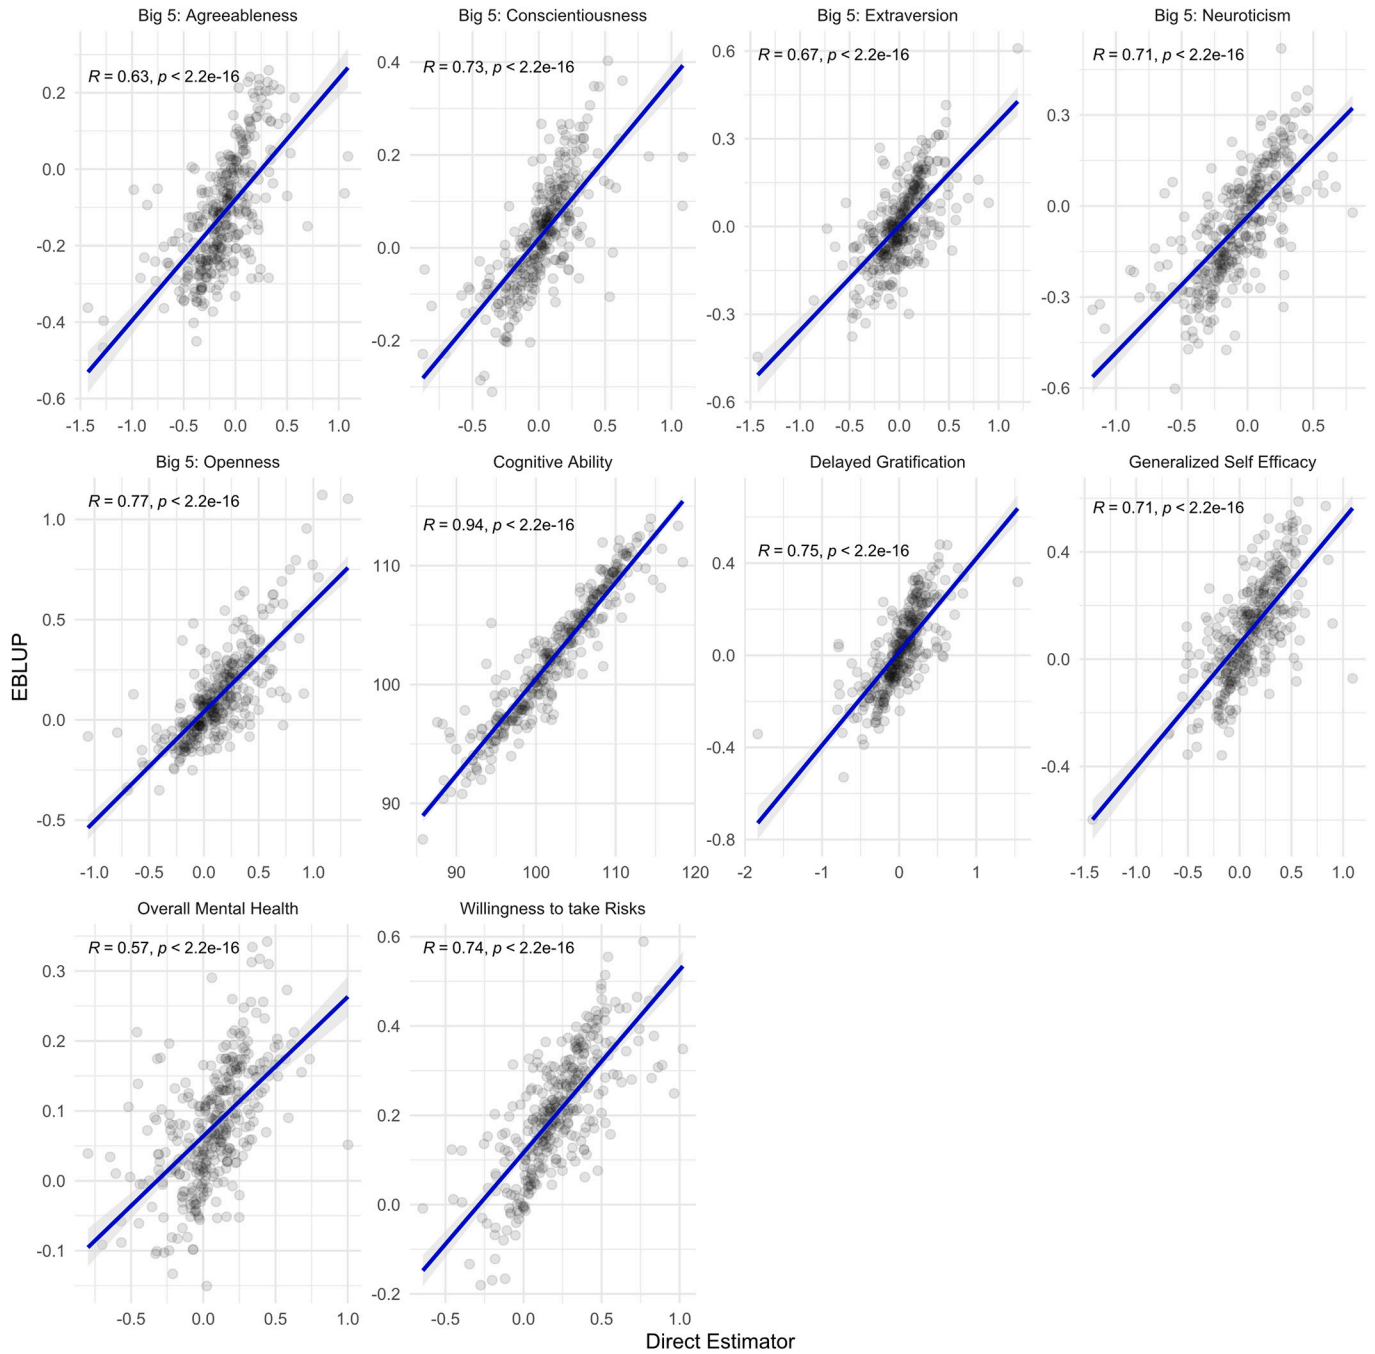 Big 5: Agreeableness
Big 5: Conscientiousness
Big 5: Extraversion
Big 5: Neuroticism
R = 0.63, p < 2.2e-16
R = 0.73, p < 2.2e-16
R = 0.67, p < 2.2e-16
R = 0.71, p < 2.2e-16
0.2
0.0
-0.2
-0.4
-0.6
0.4
0.2
0.0
-0.2
0.6
0.3
0.0
-0.3
-0.6
0.3
0.0
-0.3
-0.6
-1.5 -1.0 -0.5 0.0 0.5 1.0
-0.5 0.0 0.5 1.0
-1.5 -1.0 -0.5 0.0 0.5 1.0
-1.0 -0.5 0.0 0.5
Big 5: Openness
Cognitive Ability
Delayed Gratification
Generalized Self Efficacy
R = 0.77, p < 2.2e-16
R = 0.94, p < 2.2e-16
R = 0.75, p < 2.2e-16
R = 0.71, p < 2.2e-16
1.0
0.5
0.0
-0.5
110
100
90
0.4
0.0
-0.4
-0.8
0.4
0.0
-0.4
-1.0 -0.5 0.0 0.5 1.0
90 100 110 120
-2 -1 0 1
-1.5 -1.0 -0.5 0.0 0.5 1.0
EBLUP
Overall Mental Health
Willingness to take Risks
R = 0.57, p < 2.2e-16
R = 0.74, p < 2.2e-16
0.3
0.2
0.1
0.0
-0.1
0.6
0.4
0.2
0.0
-0.2
-0.5 0.0 0.5 1.0
-0.5 0.0 0.5 1.0
Direct Estimator